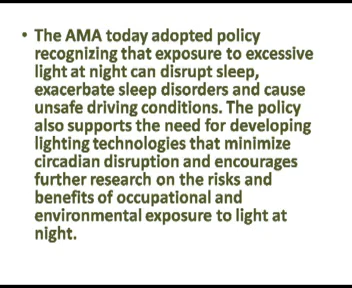 • The AMA today adopted policy
recognizing that exposure to excessive
light at night can disrupt sleep,
exacerbate sleep disorders and cause
unsafe driving conditions. The policy
also supports the need for developing
lighting technologies that minimize
circadian disruption and encourages
further research on the risks and
benefits of occupational and
environmental exposure to light at
night.